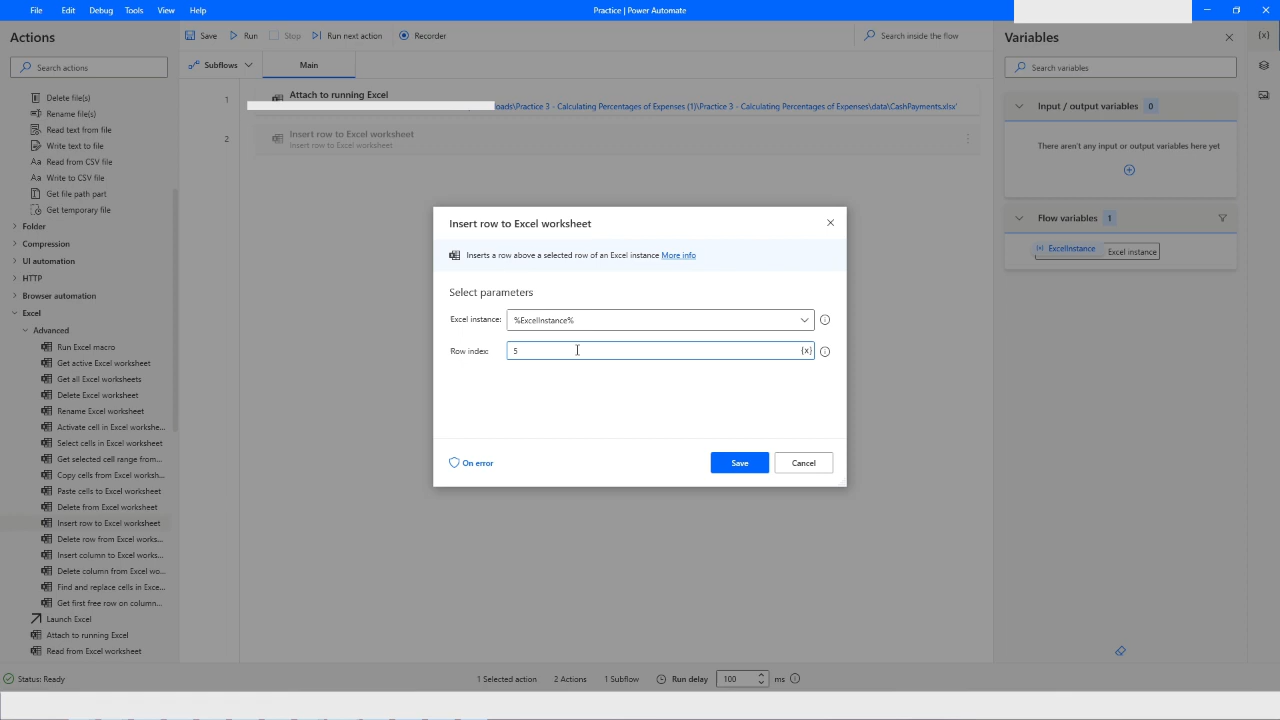 File Edit Debug Tools View Help
Practice | Power Automate
Actions
Save Run Stop Run next action Recorder
Search inside the flow
Variables
{x}
Search actions
Subflows
Main
Search variables
Delete file(s)
Rename file(s)
Read text from file
Write text to file
Read from CSV file
Write to CSV file
Get file path part
Get temporary file
Folder
Compression
UI automation
HTTP
Browser automation
Excel
Advanced
Run Excel macro
Get active Excel worksheet
Get all Excel worksheets
Delete Excel worksheet
Rename Excel worksheet
Activate cell in Excel workshe...
Select cells in Excel worksheet
Get selected cell range from...
Copy cells from Excel worksh...
Paste cells to Excel worksheet
Delete from Excel worksheet
Insert row to Excel worksheet
Delete row from Excel works...
Insert column to Excel works...
Delete column from Excel wo...
Find and replace cells in Exce...
Get first free row on column...
Launch Excel
Attach to running Excel
Read from Excel worksheet
1
Attach to running Excel
oads\Practice 3 - Calculating Percentages of Expenses (1)\Practice 3 - Calculating Percentages of Expenses\data\CashPayments.xlsx'
2
Insert row to Excel worksheet
Insert row to Excel worksheet
Insert row to Excel worksheet
Inserts a row above a selected row of an Excel instance More info
Select parameters
Excel instance: %ExcelInstance%
Row index: 5 {x}
On error
Save
Cancel
Input / output variables 0
There aren't any input or output variables here yet
Flow variables 1
{x} ExcelInstance Excel instance
Status: Ready
1 Selected action 2 Actions 1 Subflow Run delay 100 ms